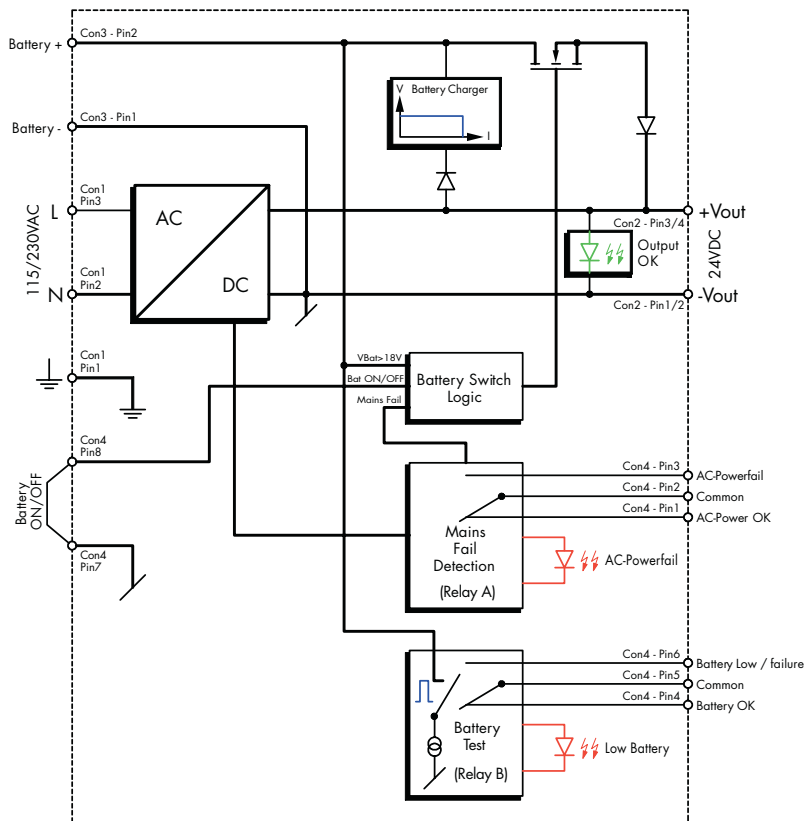 Battery +
Con3 - Pin2
V
Battery Charger
I
Battery -
Con3 - Pin1
115/230VAC
L
Con1
Pin3
AC
DC
N
Con1
Pin2
+Vout
Con2 - Pin3/4
Output
OK
24VDC
-Vout
Con2 - Pin1/2
Con1
Pin1
VBat>18V
Bat ON/OFF
Mains Fail
Battery Switch
Logic
Con4
Pin8
Battery
ON/OFF
Con4
Pin7
Mains
Fail
Detection
(Relay A)
Con4 - Pin3
AC-Powerfail
Con4 - Pin2
Common
Con4 - Pin1
AC-Power OK
AC-Powerfail
Battery
Test
(Relay B)
Con4 - Pin6
Battery Low / failure
Con4 - Pin5
Common
Con4 - Pin4
Battery OK
Low Battery